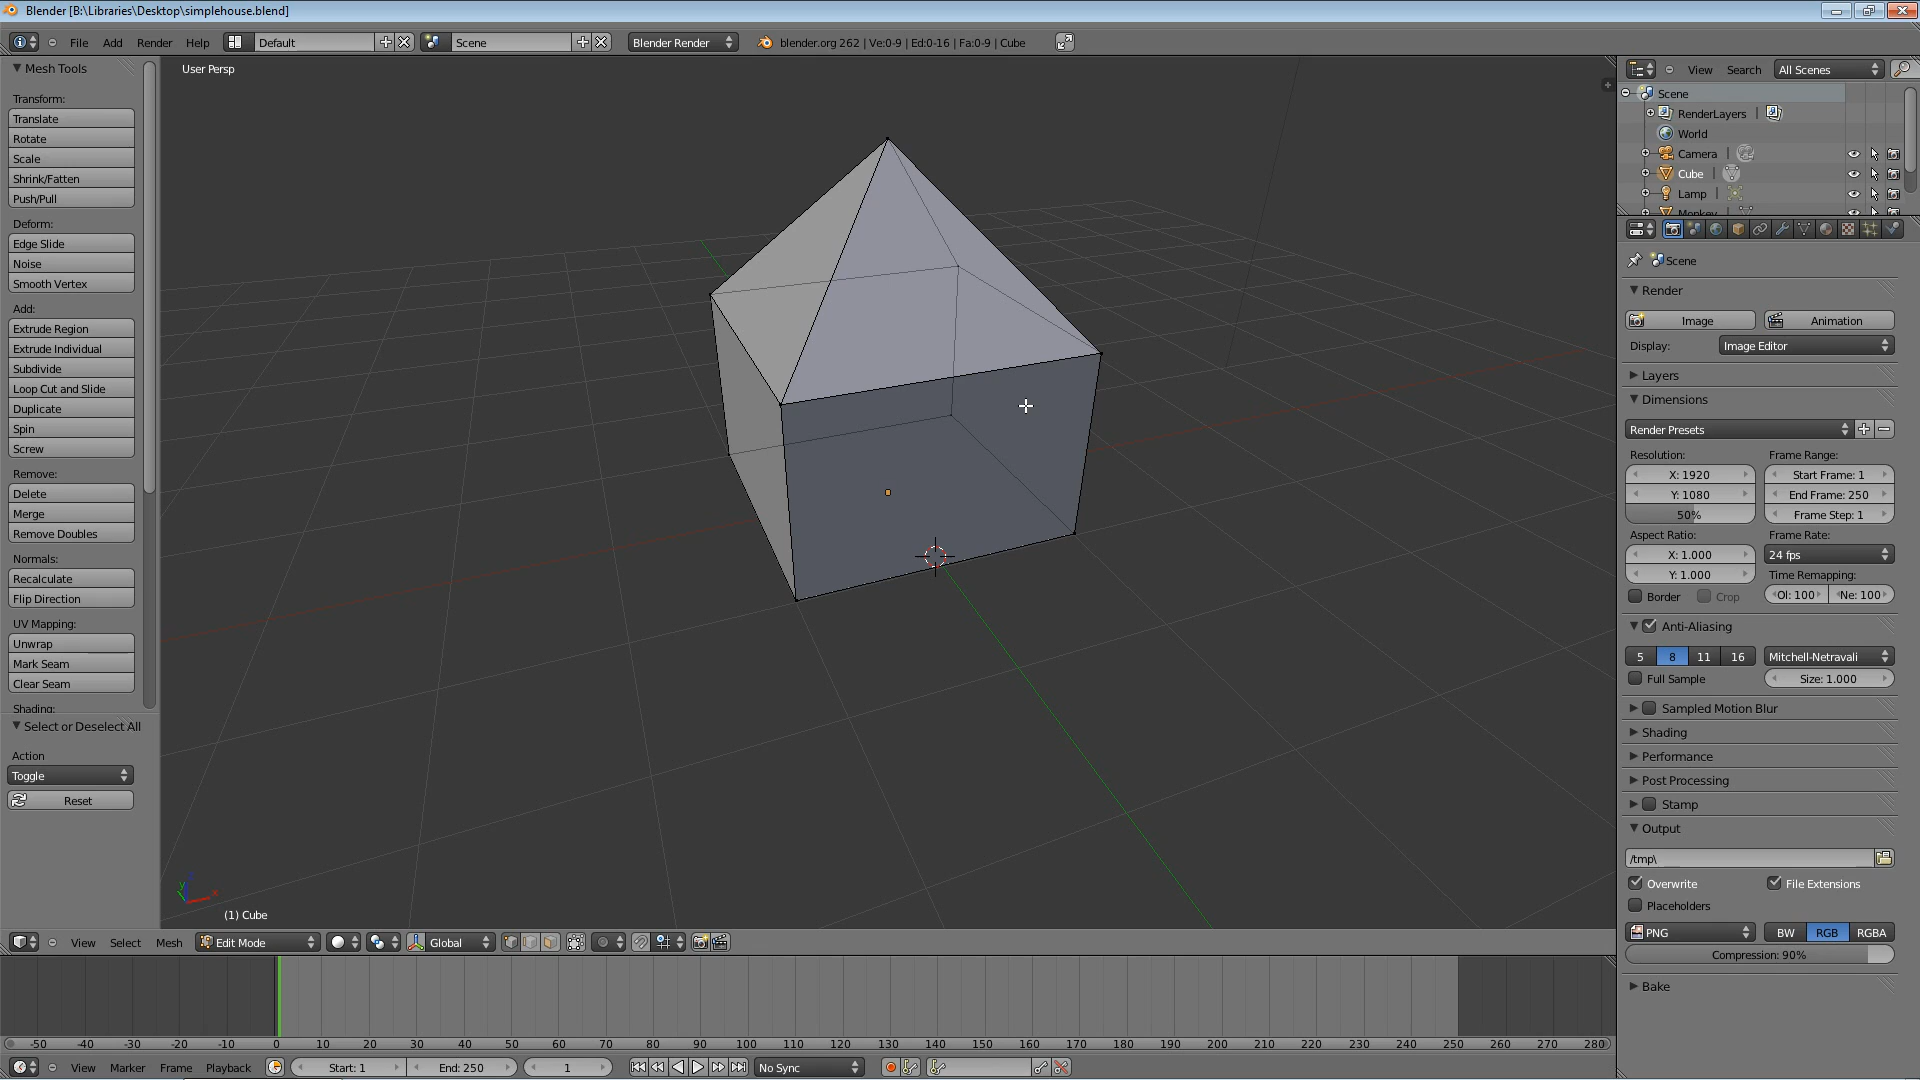 Blender [B:\Libraries\Desktop\simplehouse.blend]
File Add Render Help Default Scene Blender Render blender.org 262 | Ve:0-9 | Ed:0-16 | Fa:0-9 | Cube
Mesh Tools
Transform:
Translate
Rotate
Scale
Shrink/Fatten
Push/Pull
Deform:
Edge Slide
Noise
Smooth Vertex
Add:
Extrude Region
Extrude Individual
Subdivide
Loop Cut and Slide
Duplicate
Spin
Screw
Remove:
Delete
Merge
Remove Doubles
Normals:
Recalculate
Flip Direction
UV Mapping:
Unwrap
Mark Seam
Clear Seam
Shading:
Select or Deselect All
Action
Toggle
Reset
User Persp
y x
(1) Cube
View Select Mesh Edit Mode Global
View Search All Scenes
Scene
RenderLayers |
World
Camera |
Cube |
Lamp |
Monkey
Scene
Render
Image Animation
Display: Image Editor
Layers
Dimensions
Render Presets
Resolution: Frame Range:
X: 1920 Start Frame: 1
Y: 1080 End Frame: 250
50% Frame Step: 1
Aspect Ratio: Frame Rate:
X: 1.000 24 fps
Y: 1.000 Time Remapping:
Border Crop Ol: 100 Ne: 100
Anti-Aliasing
5 8 11 16 Mitchell-Netravali
Full Sample Size: 1.000
Sampled Motion Blur
Shading
Performance
Post Processing
Stamp
Output
/tmp\
Overwrite File Extensions
Placeholders
PNG BW RGB RGBA
Compression: 90%
Bake
-50 -40 -30 -20 -10 0 10 20 30 40 50 60 70 80 90 100 110 120 130 140 150 160 170 180 190 200 210 220 230 240 250 260 270 280
View Marker Frame Playback Start: 1 End: 250 1 No Sync